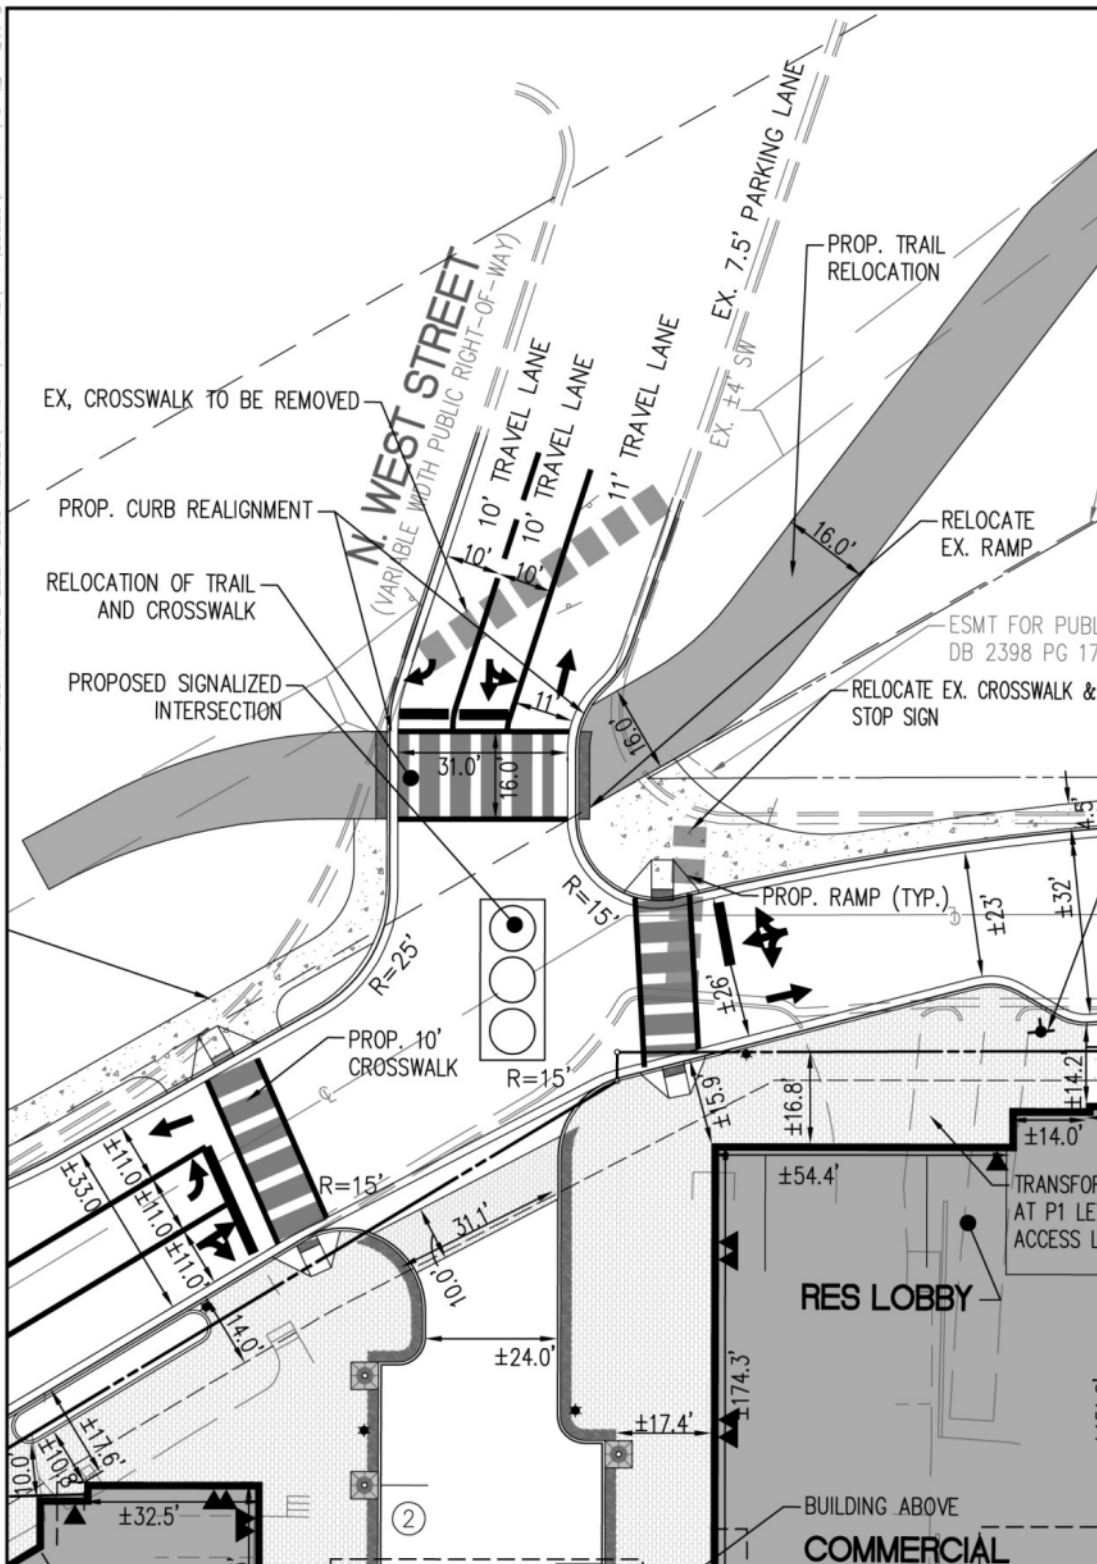 EX. 7.5' PARKING LANE
PROP. TRAIL
RELOCATION
N. WEST STREET
(VARIABLE WIDTH PUBLIC RIGHT-OF-WAY)
EX, CROSSWALK TO BE REMOVED
10' TRAVEL LANE
10' TRAVEL LANE
11' TRAVEL LANE
EX. ±4' SW
PROP. CURB REALIGNMENT
RELOCATE
EX. RAMP
16.0'
10'
10'
RELOCATION OF TRAIL
AND CROSSWALK
ESMT FOR PUBL
DB 2398 PG 17
PROPOSED SIGNALIZED
INTERSECTION
RELOCATE EX. CROSSWALK &
STOP SIGN
11'
16.0'
31.0'
16.0'
4.5'
R=15'
PROP. RAMP (TYP.)
±23'
±32'
R=25'
±26'
PROP. 10'
CROSSWALK
R=15'
±15.9'
±16.8'
±14.2'
±14.0'
±11.0'
±11.0'
±11.0'
±33.0'
R=15'
31.1'
10.0'
±54.4'
TRANSFOR
AT P1 LE
ACCESS L
RES LOBBY
14.0'
±24.0'
±174.3'
±17.4'
±17.6'
±10.8'
10.0'
±32.5'
2
BUILDING ABOVE
COMMERCIAL